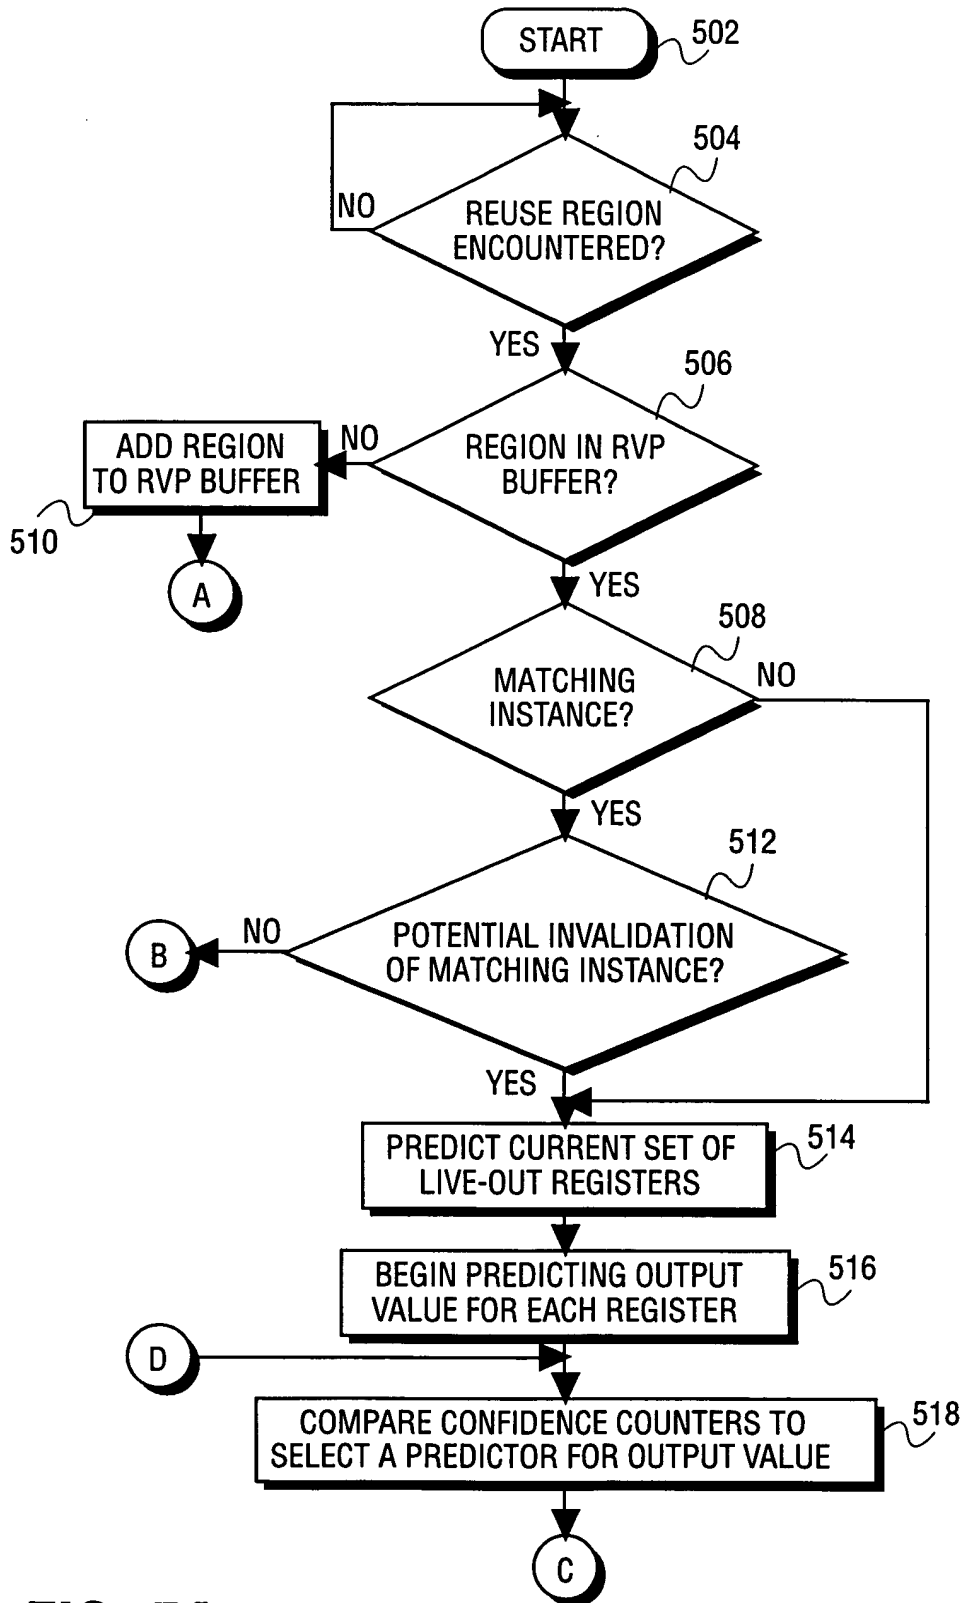 START
502
504
NO
REUSE REGION
ENCOUNTERED?
YES
506
ADD REGION
TO RVP BUFFER
NO
REGION IN RVP
BUFFER?
510
A
YES
508
MATCHING
INSTANCE?
NO
YES
512
B
NO
POTENTIAL INVALIDATION
OF MATCHING INSTANCE?
YES
PREDICT CURRENT SET OF
LIVE-OUT REGISTERS
514
BEGIN PREDICTING OUTPUT
VALUE FOR EACH REGISTER
516
D
COMPARE CONFIDENCE COUNTERS TO
SELECT A PREDICTOR FOR OUTPUT VALUE
518
C